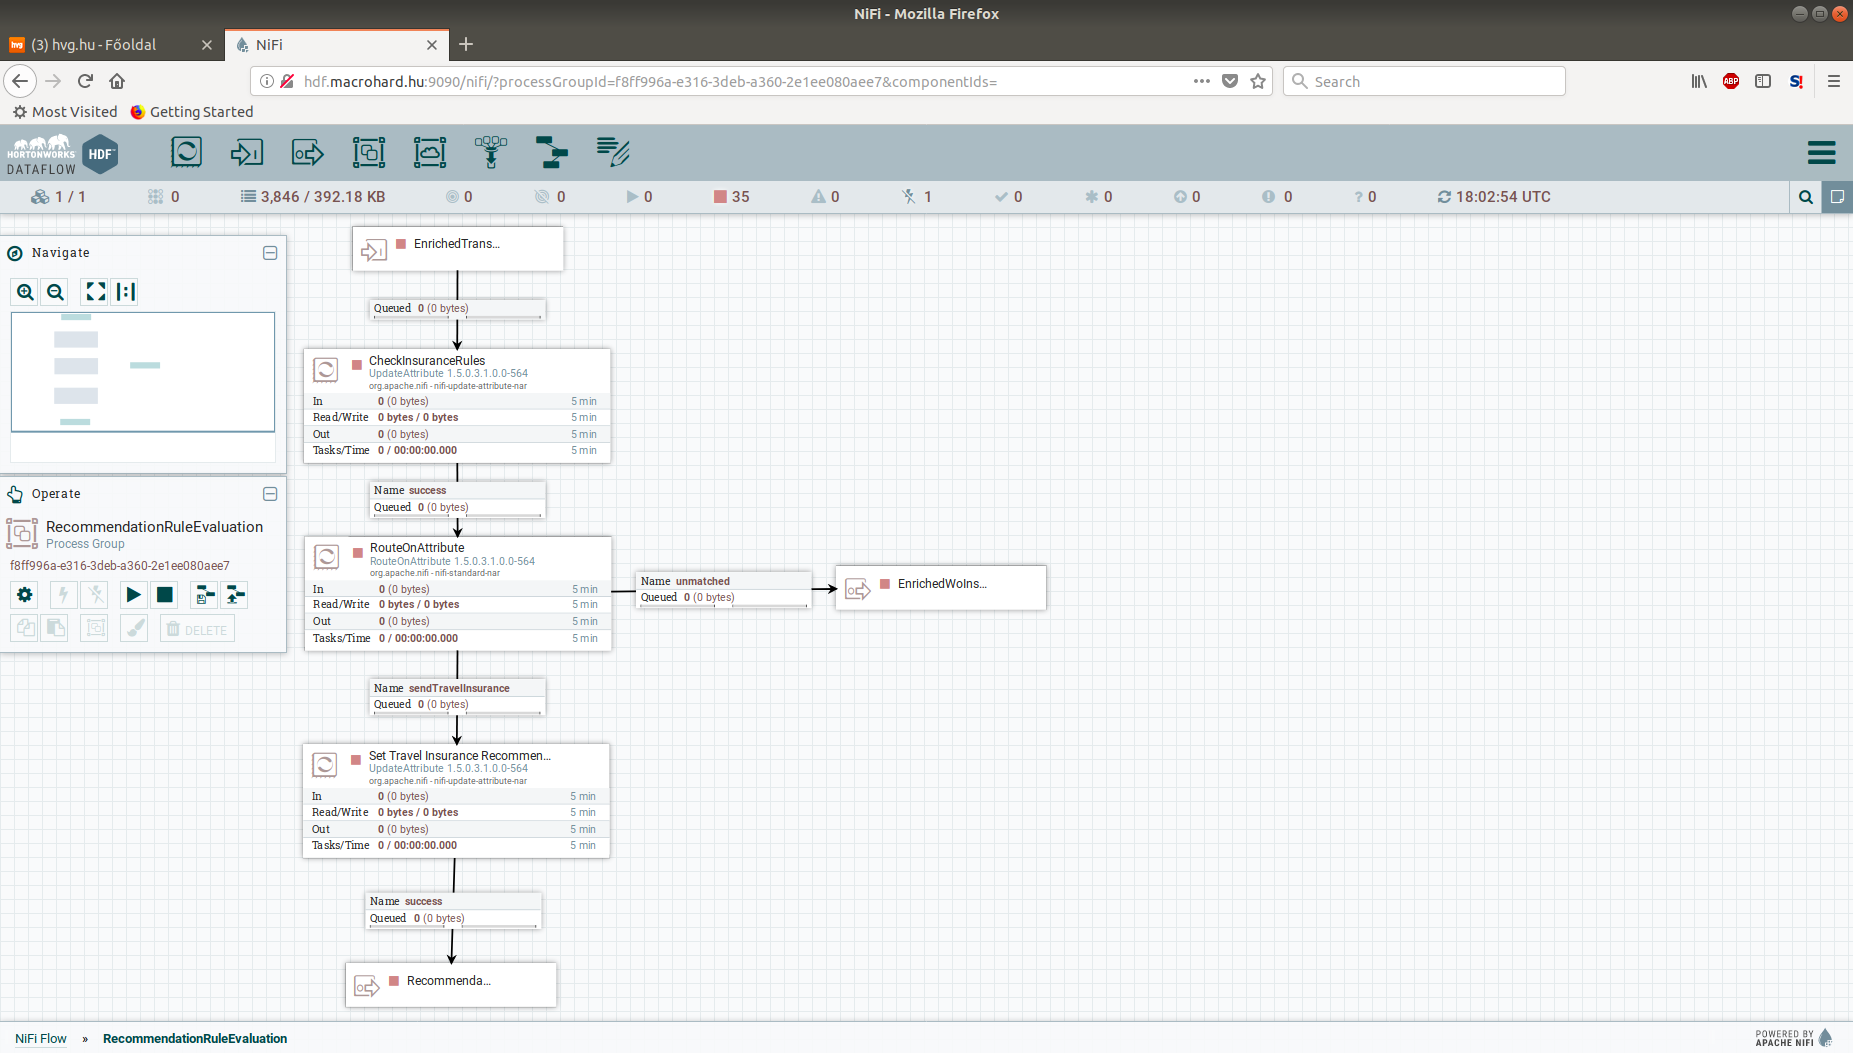 NiFi - Mozilla Firefox
(3) hvg.hu - Főoldal
NiFi
hdf.macrohard.hu:9090/nifi/?processGroupId=f8ff996a-e316-3deb-a360-2e1ee080aee7&componentIds=
Search
ABP
S!
Most Visited
Getting Started
HORTONWORKS
DATAFLOW
HDF
1 / 1
0
3,846 / 392.18 KB
0
0
0
35
0
1
0
0
0
0
? 0
18:02:54 UTC
Navigate
Operate
RecommendationRuleEvaluation
Process Group
f8ff996a-e316-3deb-a360-2e1ee080aee7
DELETE
EnrichedTrans...
Queued 0 (0 bytes)
CheckInsuranceRules
UpdateAttribute 1.5.0.3.1.0.0-564
org.apache.nifi - nifi-update-attribute-nar
In 0 (0 bytes) 5 min
Read/Write 0 bytes / 0 bytes 5 min
Out 0 (0 bytes) 5 min
Tasks/Time 0 / 00:00:00.000 5 min
Name success
Queued 0 (0 bytes)
RouteOnAttribute
RouteOnAttribute 1.5.0.3.1.0.0-564
org.apache.nifi - nifi-standard-nar
In 0 (0 bytes) 5 min
Read/Write 0 bytes / 0 bytes 5 min
Out 0 (0 bytes) 5 min
Tasks/Time 0 / 00:00:00.000 5 min
Name unmatched
Queued 0 (0 bytes)
EnrichedWoIns...
Name sendTravelInsurance
Queued 0 (0 bytes)
Set Travel Insurance Recommen...
UpdateAttribute 1.5.0.3.1.0.0-564
org.apache.nifi - nifi-update-attribute-nar
In 0 (0 bytes) 5 min
Read/Write 0 bytes / 0 bytes 5 min
Out 0 (0 bytes) 5 min
Tasks/Time 0 / 00:00:00.000 5 min
Name success
Queued 0 (0 bytes)
Recommenda...
NiFi Flow » RecommendationRuleEvaluation
POWERED BY
APACHE NIFI